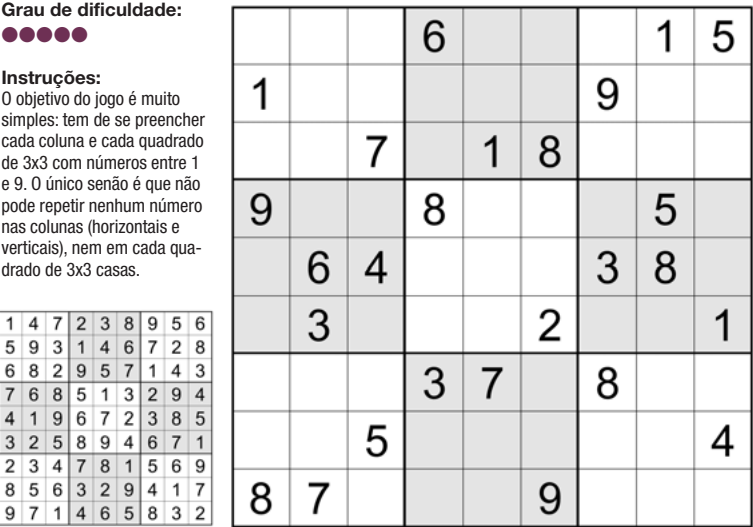 Grau de dificuldade:
Instruções:
O objetivo do jogo é muito
simples: tem de se preencher
cada coluna e cada quadrado
de 3x3 com números entre 1
e 9. O único senão é que não
pode repetir nenhum número
nas colunas (horizontais e
verticais), nem em cada qua-
drado de 3x3 casas.
1 4 7 2 3 8 9 5 6
5 9 3 1 4 6 7 2 8
6 8 2 9 5 7 1 4 3
7 6 8 5 1 3 2 9 4
4 1 9 6 7 2 3 8 5
3 2 5 8 9 4 6 7 1
2 3 4 7 8 1 5 6 9
8 5 6 3 2 9 4 1 7
9 7 1 4 6 5 8 3 2
6 1 5
1 9
7 1 8
9 8 5
6 4 3 8
3 2 1
3 7 8
5 4
8 7 9